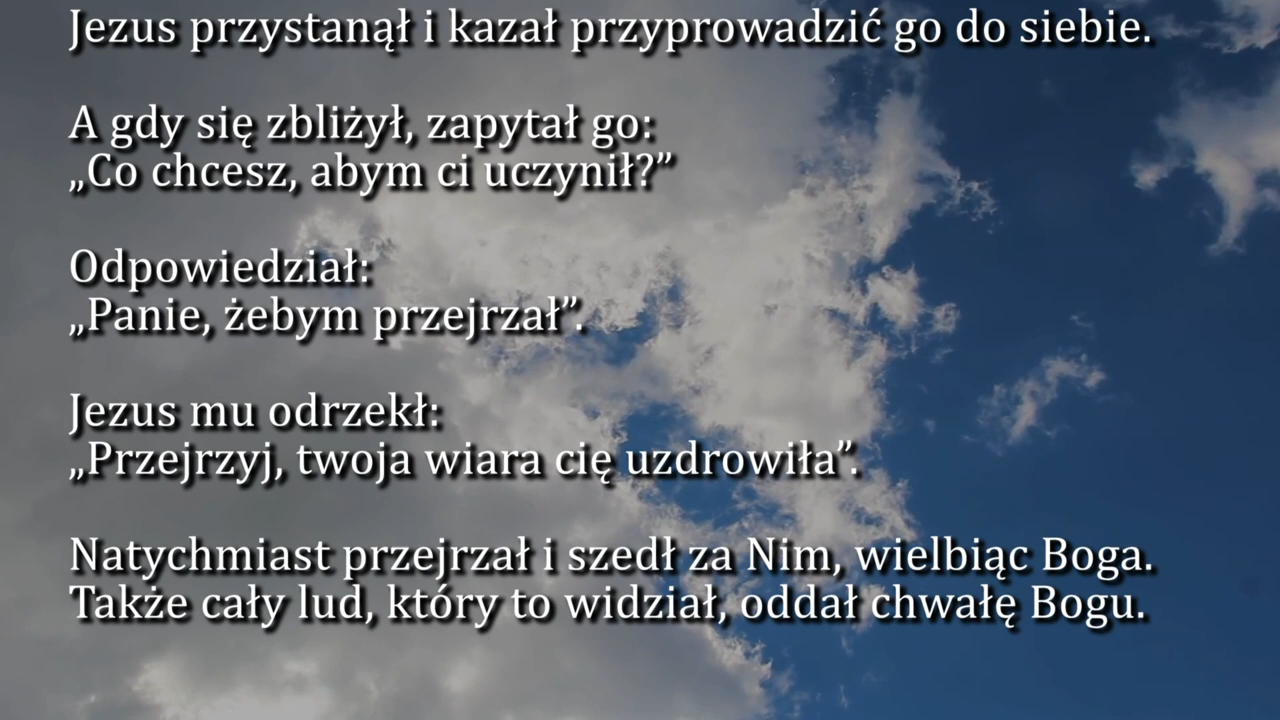 Jezus przystanął i kazał przyprowadzić go do siebie.
A gdy się zbliżył, zapytał go:
„Co chcesz, abym ci uczynił?”
Odpowiedział:
„Panie, żebym przejrzał”.
Jezus mu odrzekł:
„Przejrzyj, twoja wiara cię uzdrowiła”.
Natychmiast przejrzał i szedł za Nim, wielbiąc Boga.
Także cały lud, który to widział, oddał chwałę Bogu.